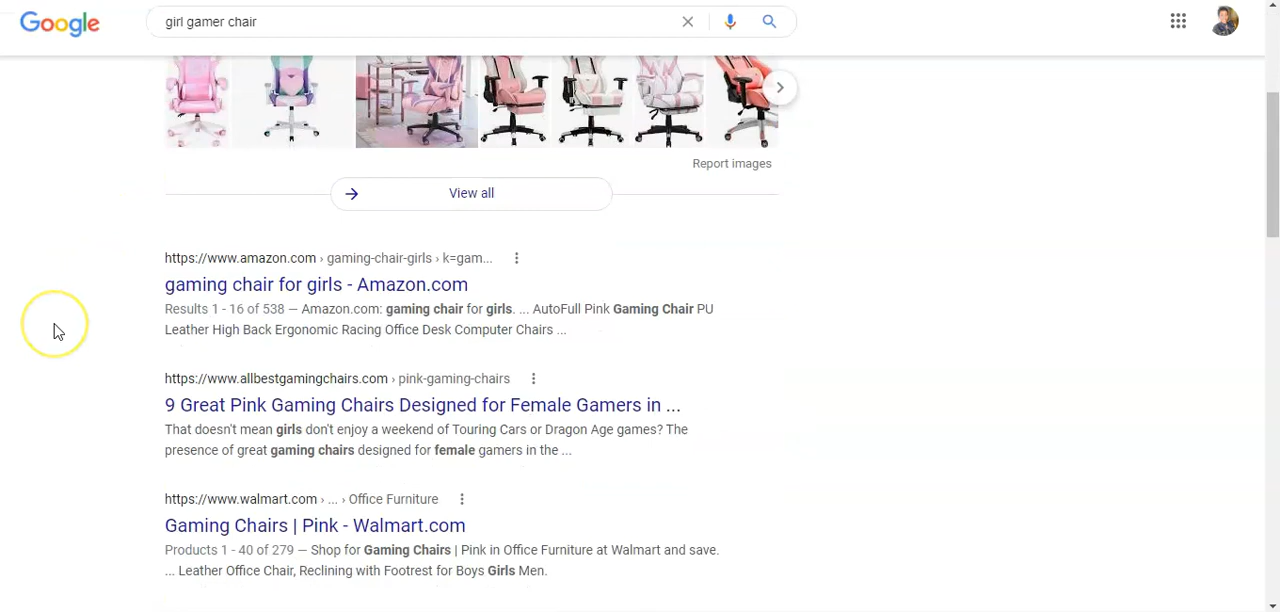 Google
girl gamer chair
Report images
View all
https://www.amazon.com › gaming-chair-girls › k=gam...
gaming chair for girls - Amazon.com
Results 1 - 16 of 538 — Amazon.com: gaming chair for girls. ... AutoFull Pink Gaming Chair PU
Leather High Back Ergonomic Racing Office Desk Computer Chairs ...
https://www.allbestgamingchairs.com › pink-gaming-chairs
9 Great Pink Gaming Chairs Designed for Female Gamers in ...
That doesn't mean girls don't enjoy a weekend of Touring Cars or Dragon Age games? The
presence of great gaming chairs designed for female gamers in the ...
https://www.walmart.com › ... › Office Furniture
Gaming Chairs | Pink - Walmart.com
Products 1 - 40 of 279 — Shop for Gaming Chairs | Pink in Office Furniture at Walmart and save.
... Leather Office Chair, Reclining with Footrest for Boys Girls Men.